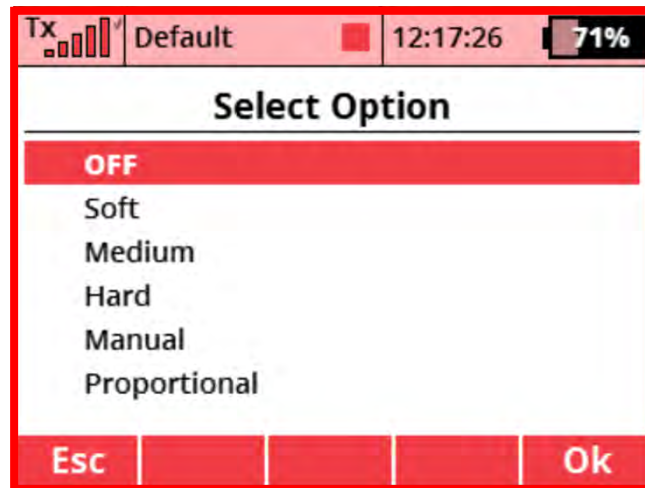 Tx Default 12:17:26 71%
Select Option
OFF
Soft
Medium
Hard
Manual
Proportional
Esc Ok